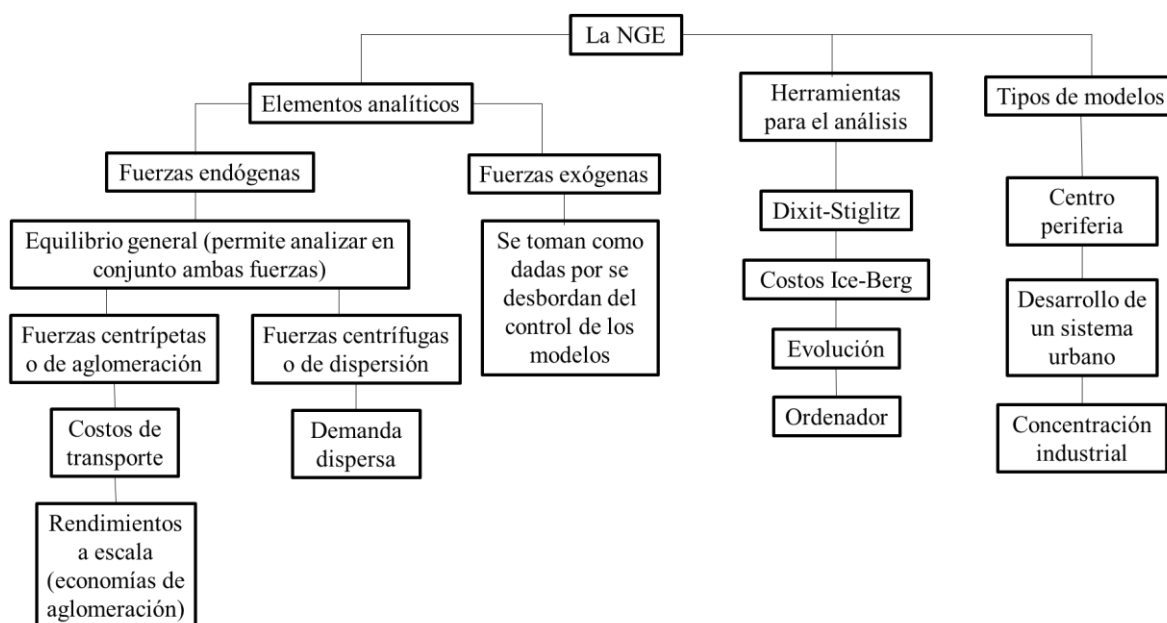 La NGE
Elementos analíticos
Fuerzas endógenas
Equilibrio general (permite analizar en
conjunto ambas fuerzas)
Fuerzas centrípetas
o de aglomeración
Costos de
transporte
Rendimientos
a escala
(economías de
aglomeración)
Fuerzas centrífugas
o de dispersión
Demanda
dispersa
Fuerzas exógenas
Se toman como
dadas por se
desbordan del
control de los
modelos
Herramientas
para el análisis
Dixit-Stiglitz
Costos Ice-Berg
Evolución
Ordenador
Tipos de modelos
Centro
periferia
Desarrollo de
un sistema
urbano
Concentración
industrial